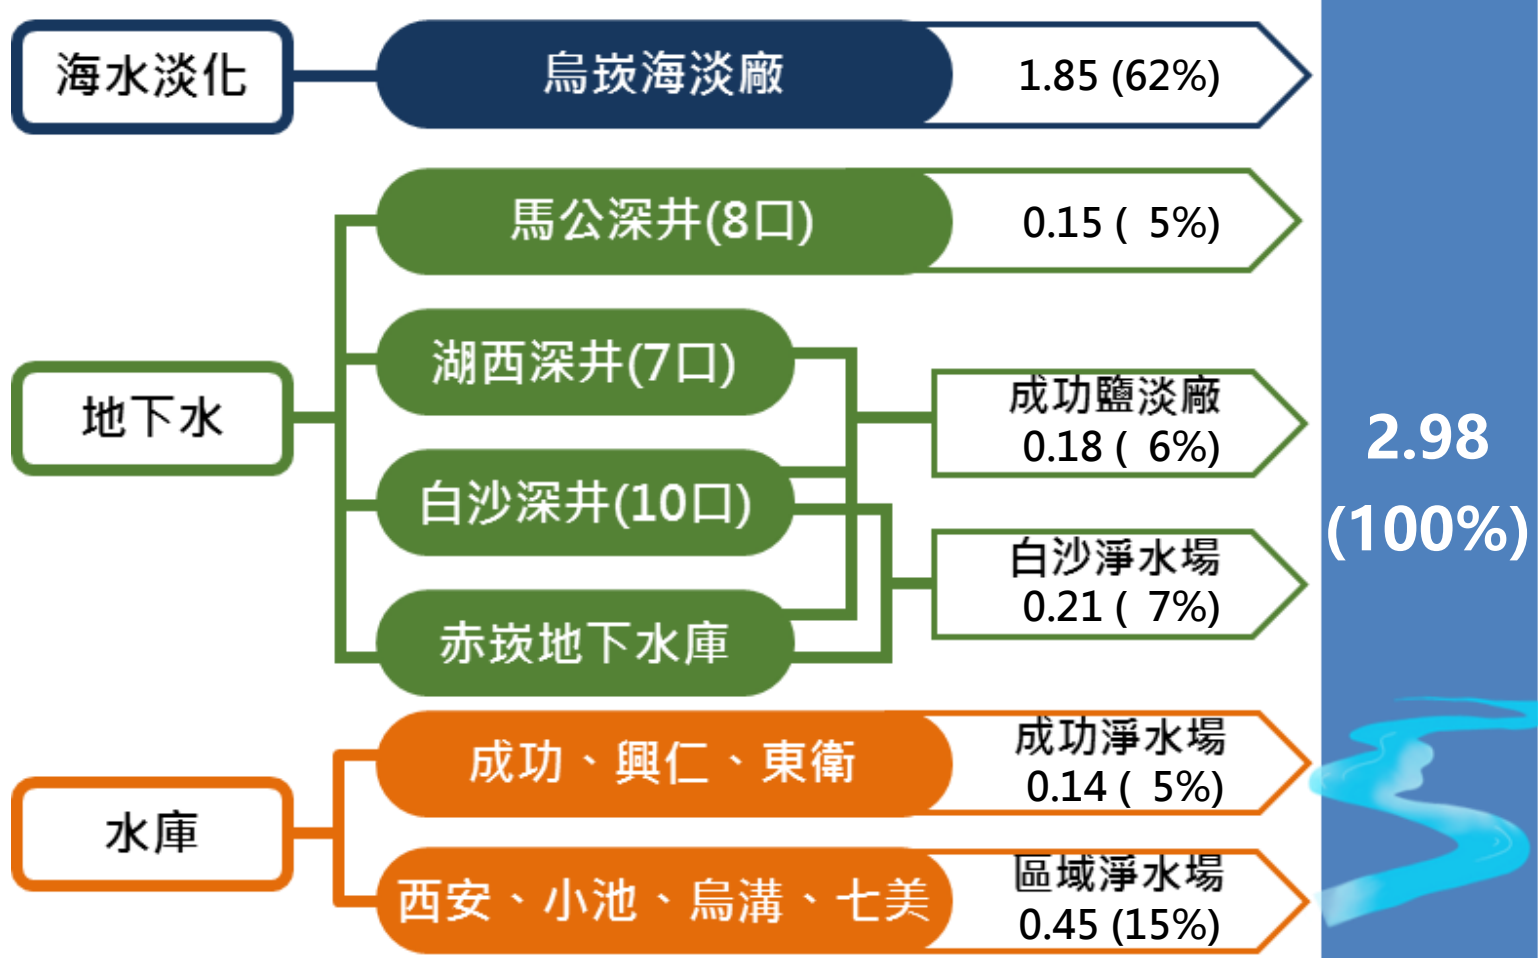 海水淡化
烏崁海淡廠
1.85 (62%)
馬公深井(8口)
0.15 ( 5%)
地下水
湖西深井(7口)
白沙深井(10口)
赤崁地下水庫
成功鹽淡廠
0.18 ( 6%)
白沙淨水場
0.21 ( 7%)
水庫
成功、興仁、東衛
成功淨水場
0.14 ( 5%)
西安、小池、烏溝、七美
區域淨水場
0.45 (15%)
2.98
(100%)